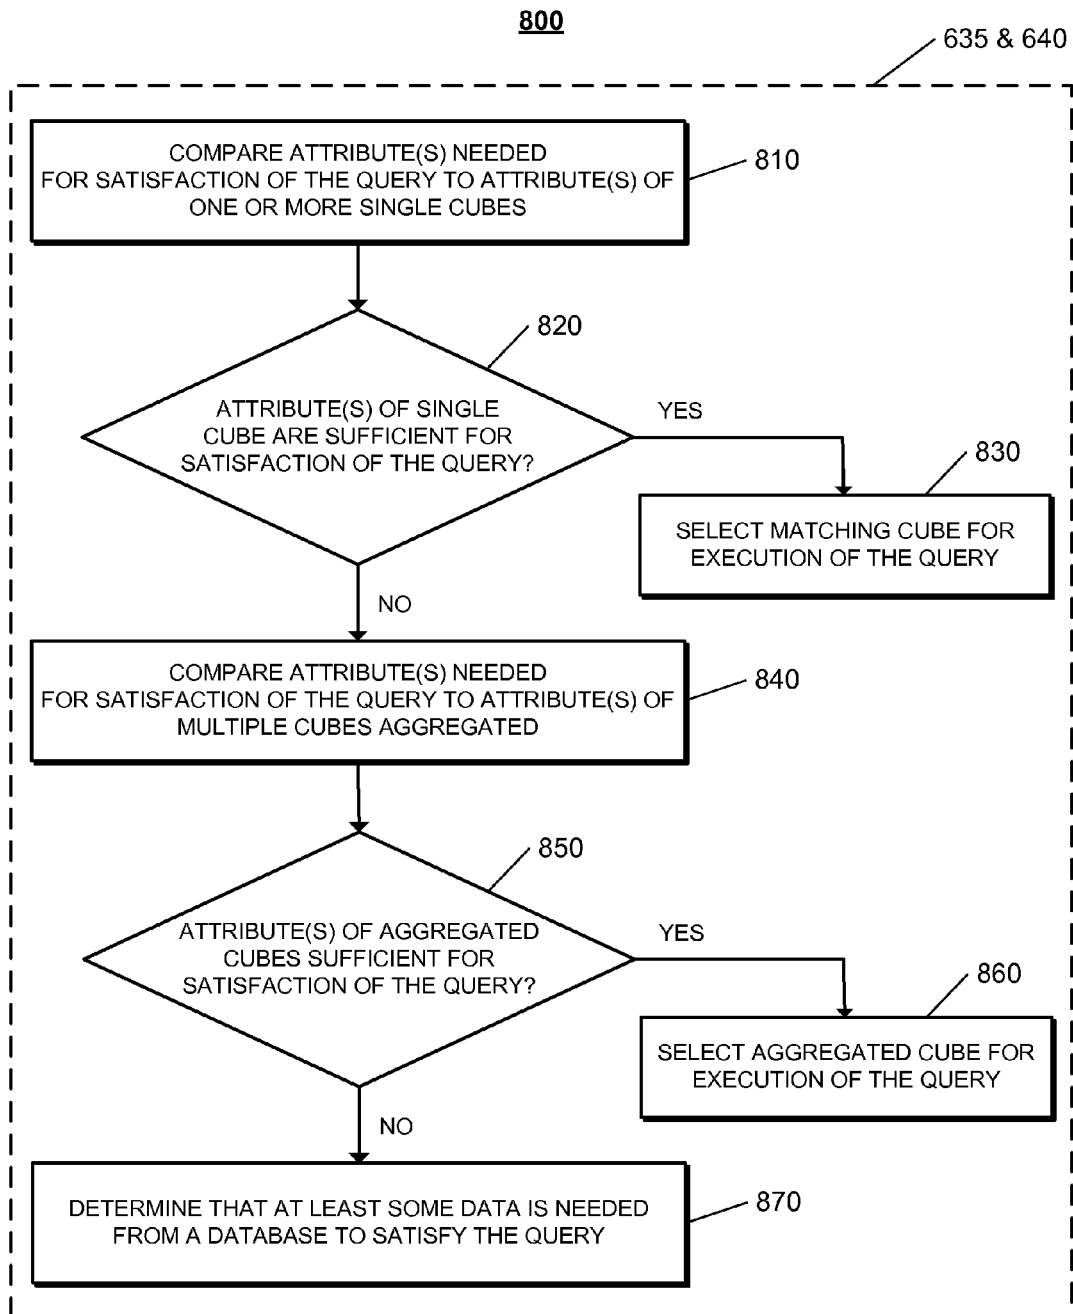 800
635 & 640
COMPARE ATTRIBUTE(S) NEEDED
FOR SATISFACTION OF THE QUERY TO ATTRIBUTE(S) OF
ONE OR MORE SINGLE CUBES
810
820
ATTRIBUTE(S) OF SINGLE
CUBE ARE SUFFICIENT FOR
SATISFACTION OF THE QUERY?
YES
830
SELECT MATCHING CUBE FOR
EXECUTION OF THE QUERY
NO
COMPARE ATTRIBUTE(S) NEEDED
FOR SATISFACTION OF THE QUERY TO ATTRIBUTE(S) OF
MULTIPLE CUBES AGGREGATED
840
850
ATTRIBUTE(S) OF AGGREGATED
CUBES SUFFICIENT FOR
SATISFACTION OF THE QUERY?
YES
860
SELECT AGGREGATED CUBE FOR
EXECUTION OF THE QUERY
NO
DETERMINE THAT AT LEAST SOME DATA IS NEEDED
FROM A DATABASE TO SATISFY THE QUERY
870